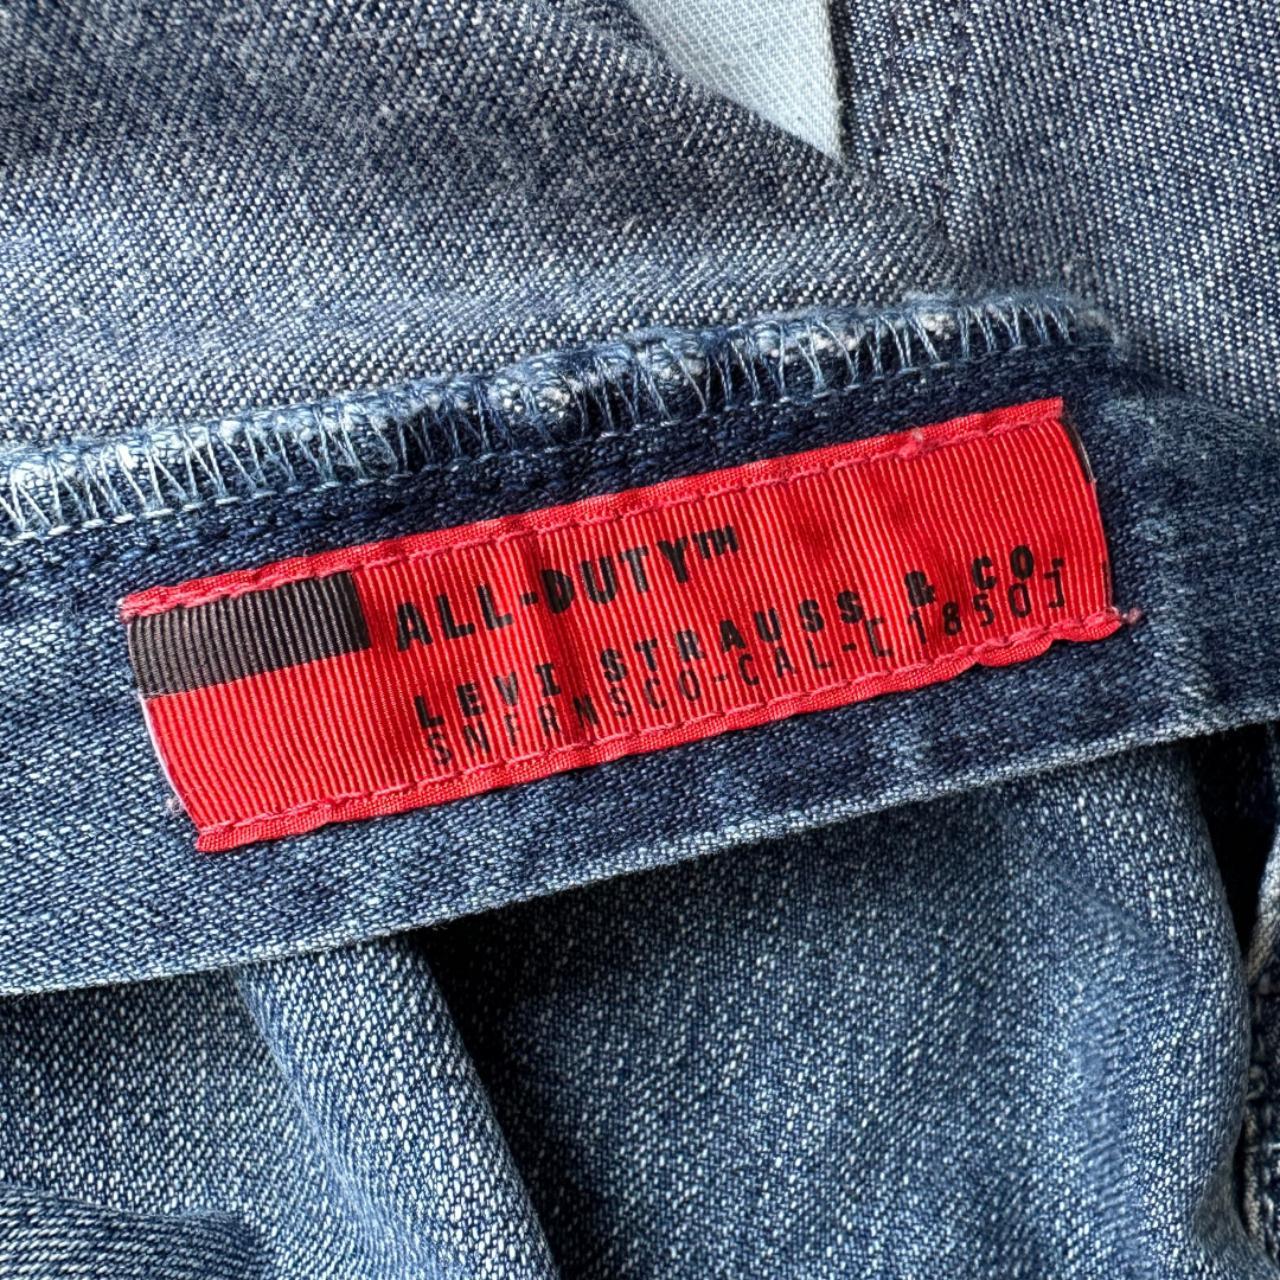 ALL-DUTY™
LEVI STRAUSS & CO.
SNFRNSCO-CAL-[1850]